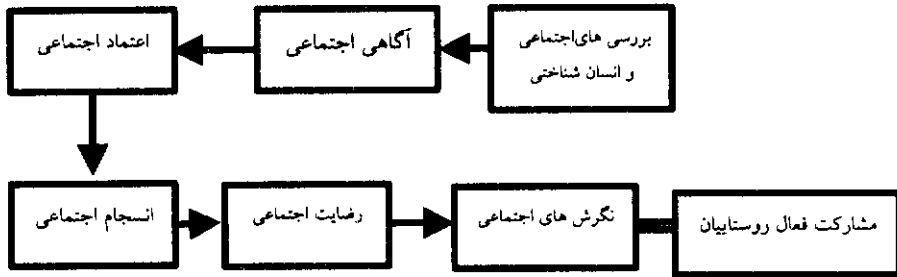 بررسی های‌اجتماعی
و انسان شناختی
آگاهی اجتماعی
اعتماد اجتماعی
انسجام اجتماعی
رضایت اجتماعی
نگرش های اجتماعی
مشارکت فعال روستاییان